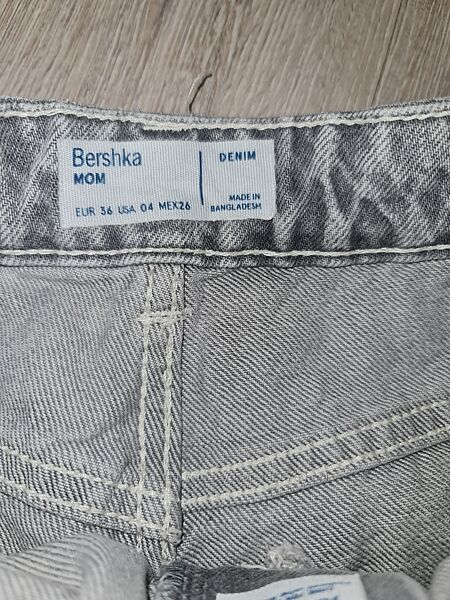 Bershka
MOM
EUR 36 USA 04 MEX26
DENIM
MADE IN
BANGLADESH